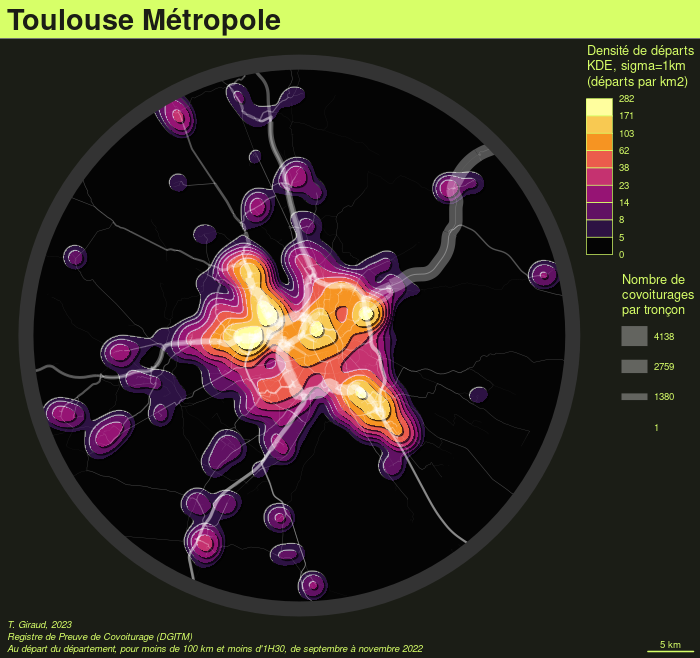 Toulouse Métropole
Densité de départs
KDE, sigma=1km
(départs par km2)
282
171
103
62
38
23
14
8
5
0
Nombre de
covoiturages
par tronçon
4138
2759
1380
1
T. Giraud, 2023
Registre de Preuve de Covoiturage (DGITM)
Au départ du département, pour moins de 100 km et moins d'1H30, de septembre à novembre 2022
5 km